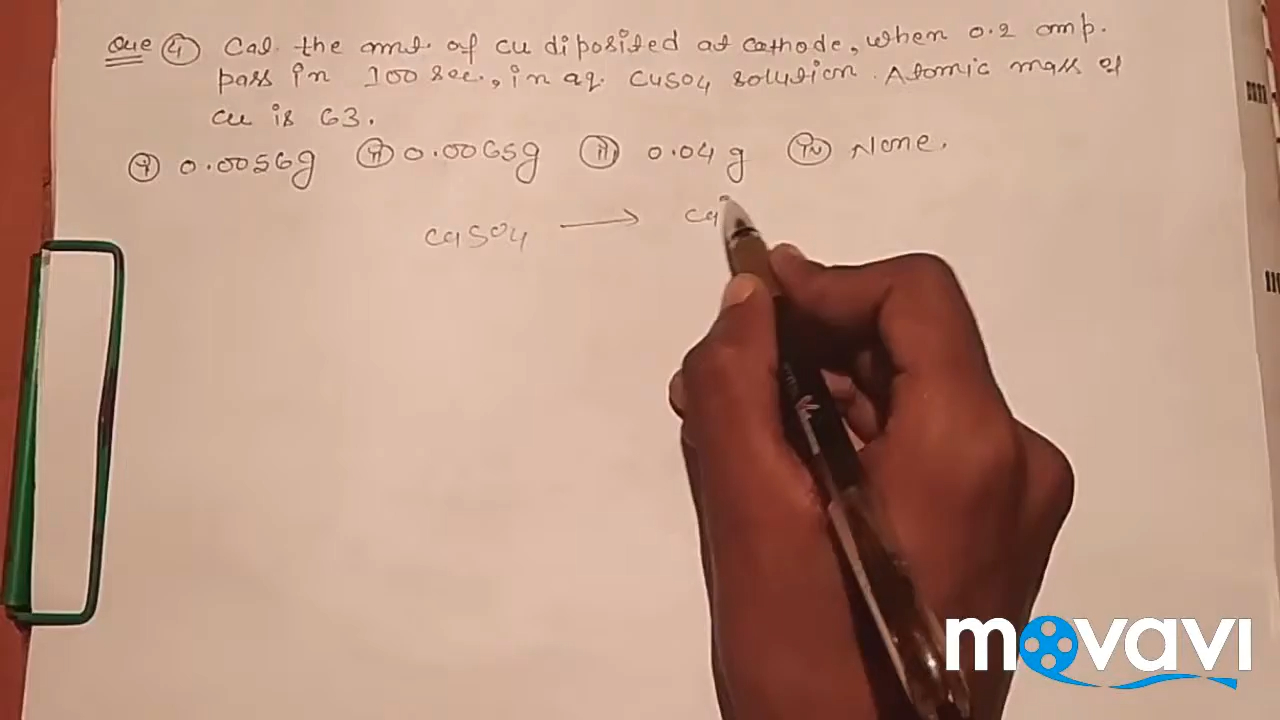 Que 4 Cal. the amt. of cu diposited at cathode, when 0.2 amp.
pass in 100 sec., in aq. CuSO4 solution. Atomic mass of
cu is 63.
i 0.0056g ii 0.0065g iii 0.04 g iv None.
CuSO4 → Cu
movavi